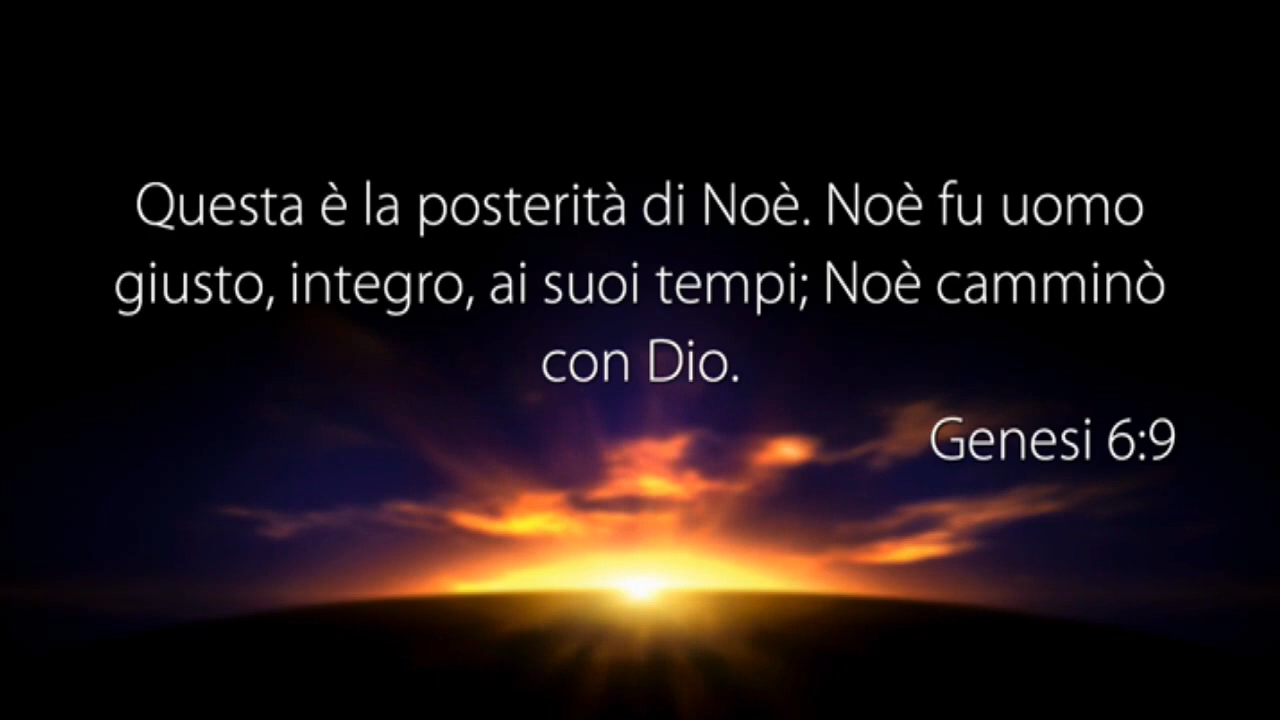 Questa è la posterità di Noè. Noè fu uomo
giusto, integro, ai suoi tempi; Noè camminò
con Dio.
Genesi 6:9